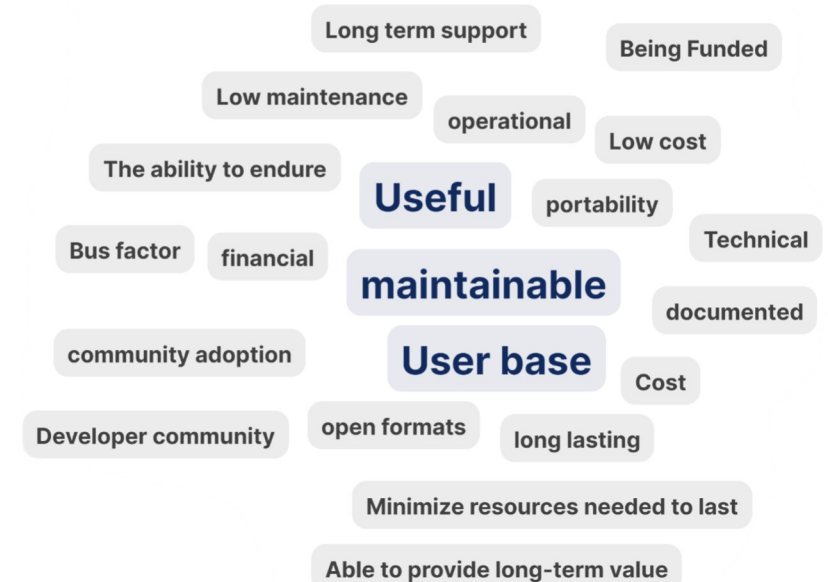 Long term support
Being Funded
Low maintenance
operational
Low cost
The ability to endure
Useful
portability
Technical
Bus factor
financial
maintainable
documented
community adoption
User base
Cost
Developer community
open formats
long lasting
Minimize resources needed to last
Able to provide long-term value